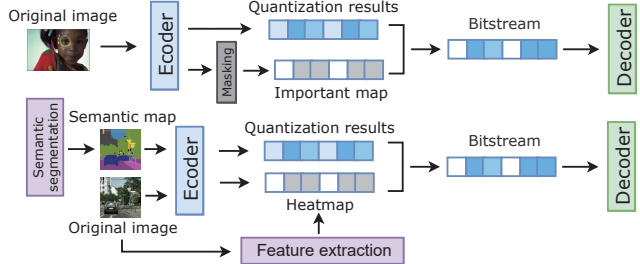 Original image
Ecoder
Masking
Quantization results
Important map
Bitstream
Decoder
Semantic
segmentation
Semantic map
Original image
Ecoder
Quantization results
Heatmap
Feature extraction
Bitstream
Decoder